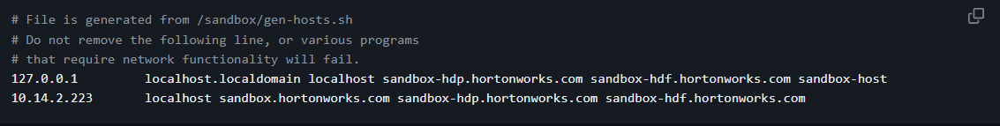 # File is generated from /sandbox/gen-hosts.sh
# Do not remove the following line, or various programs
# that require network functionality will fail.
127.0.0.1 localhost.localdomain localhost sandbox-hdp.hortonworks.com sandbox-hdf.hortonworks.com sandbox-host
10.14.2.223 localhost sandbox.hortonworks.com sandbox-hdp.hortonworks.com sandbox-hdf.hortonworks.com